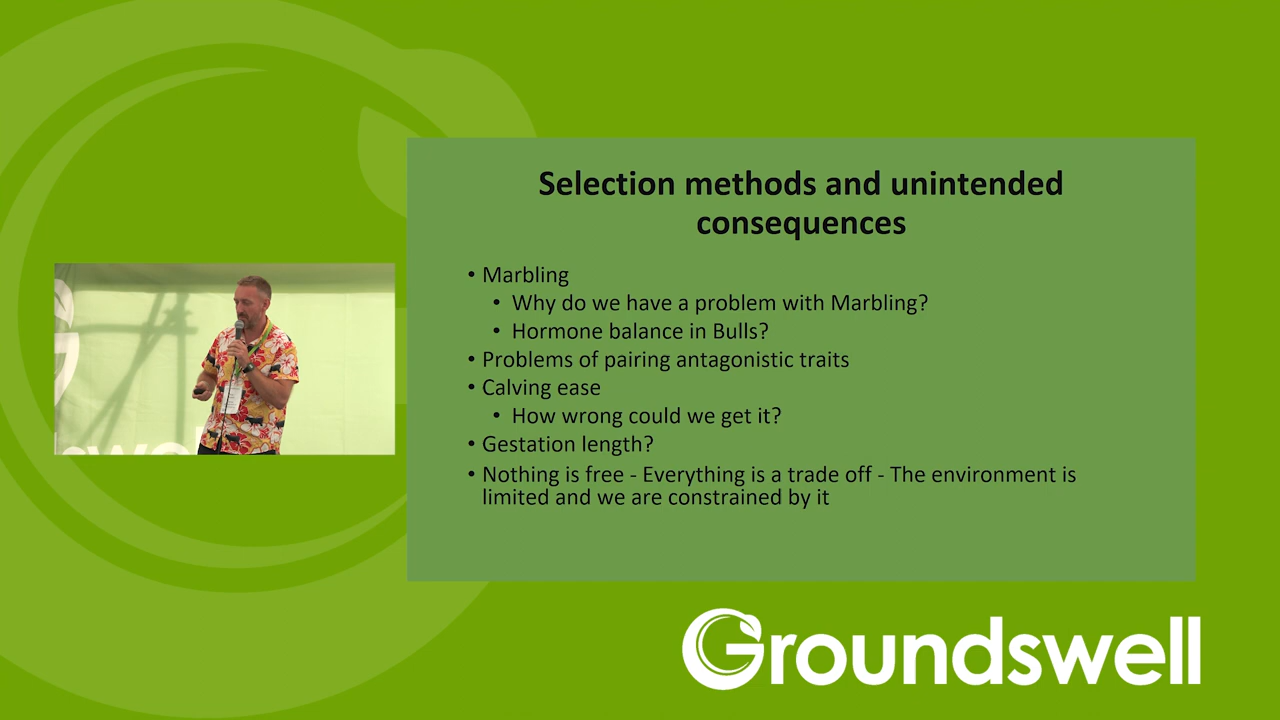 Selection methods and unintended
consequences
• Marbling
• Why do we have a problem with Marbling?
• Hormone balance in Bulls?
• Problems of pairing antagonistic traits
• Calving ease
• How wrong could we get it?
• Gestation length?
• Nothing is free - Everything is a trade off - The environment is
limited and we are constrained by it
Groundswell